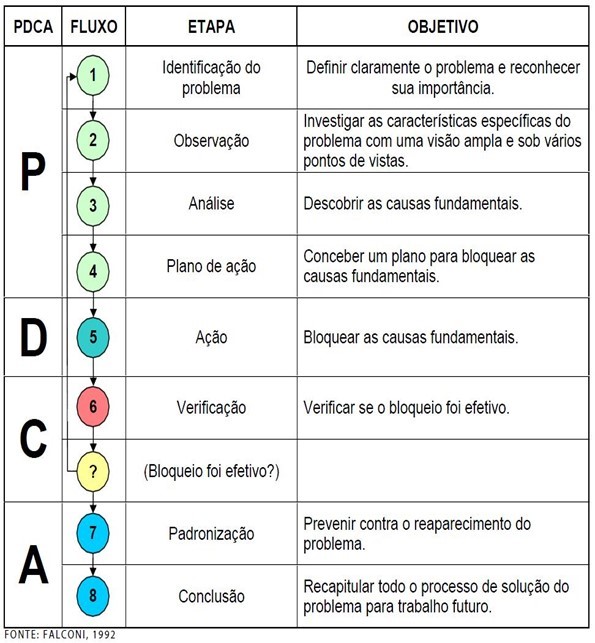 PDCA FLUXO ETAPA OBJETIVO
P
1
Identificação do
problema
Definir claramente o problema e reconhecer
sua importância.
2
Observação
Investigar as características específicas do
problema com uma visão ampla e sob vários
pontos de vistas.
3
Análise
Descobrir as causas fundamentais.
4
Plano de ação
Conceber um plano para bloquear as
causas fundamentais.
D
5
Ação
Bloquear as causas fundamentais.
C
6
Verificação
Verificar se o bloqueio foi efetivo.
?
(Bloqueio foi efetivo?)
A
7
Padronização
Prevenir contra o reaparecimento do
problema.
8
Conclusão
Recapitular todo o processo de solução do
problema para trabalho futuro.
FONTE: FALCONI, 1992